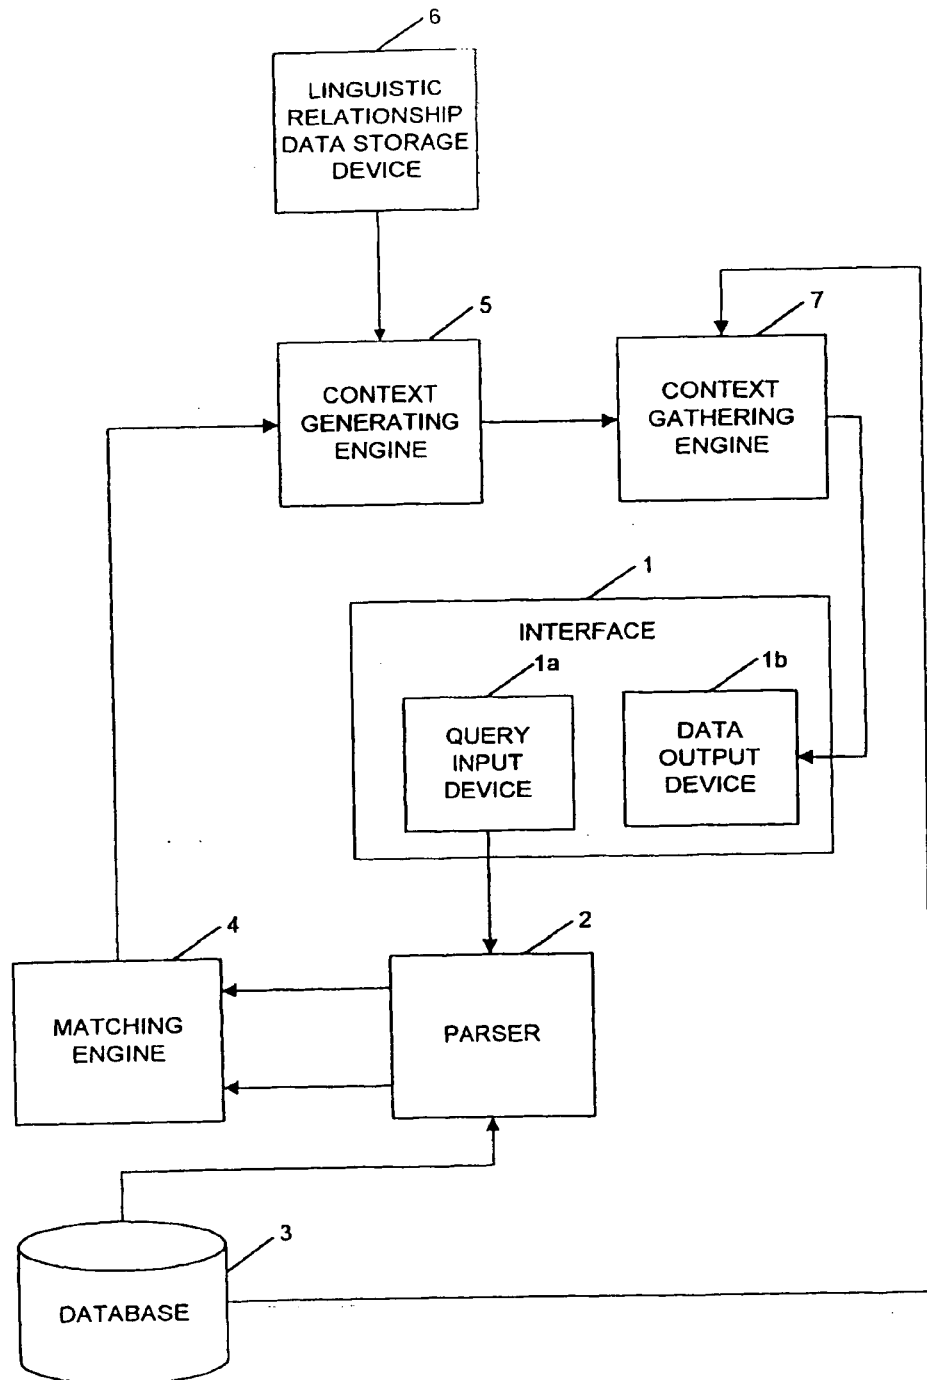 6
LINGUISTIC
RELATIONSHIP
DATA STORAGE
DEVICE
5
CONTEXT
GENERATING
ENGINE
7
CONTEXT
GATHERING
ENGINE
1
INTERFACE
1a
QUERY
INPUT
DEVICE
1b
DATA
OUTPUT
DEVICE
4
MATCHING
ENGINE
2
PARSER
3
DATABASE